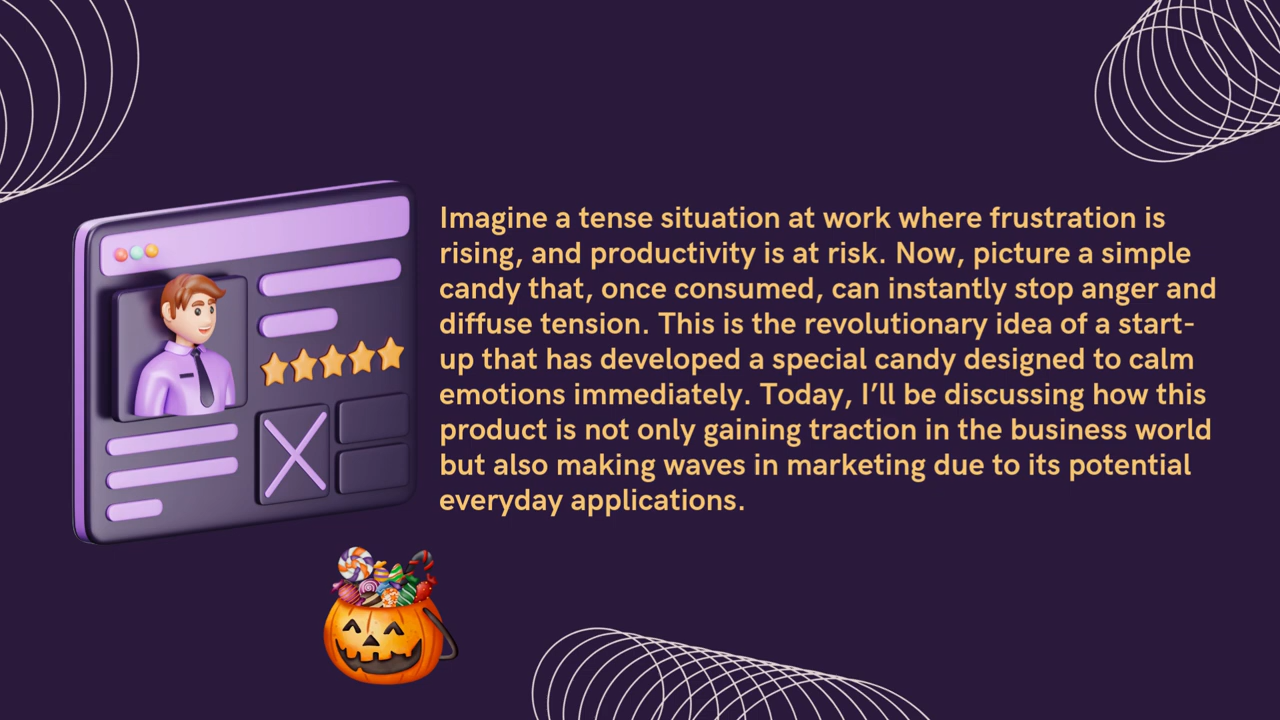 Imagine a tense situation at work where frustration is
rising, and productivity is at risk. Now, picture a simple
candy that, once consumed, can instantly stop anger and
diffuse tension. This is the revolutionary idea of a start-
up that has developed a special candy designed to calm
emotions immediately. Today, I’ll be discussing how this
product is not only gaining traction in the business world
but also making waves in marketing due to its potential
everyday applications.